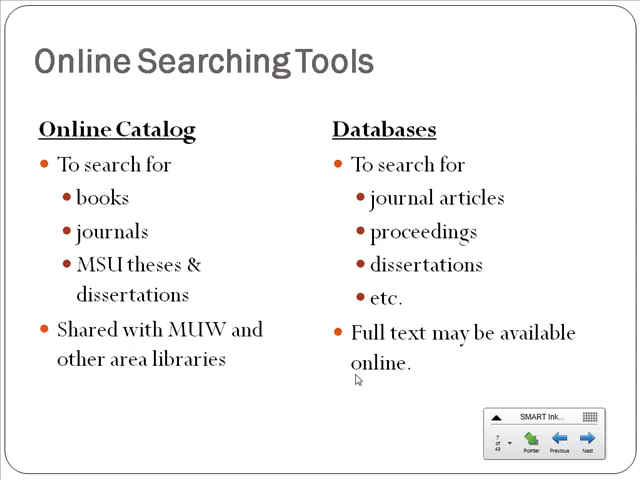 Online Searching Tools
Online Catalog
To search for
books
journals
MSU theses &
dissertations
Shared with MUW and
other area libraries
Databases
To search for
journal articles
proceedings
dissertations
etc.
Full text may be available
online.
SMART Ink...
7
of
49
Pointer
Previous
Next